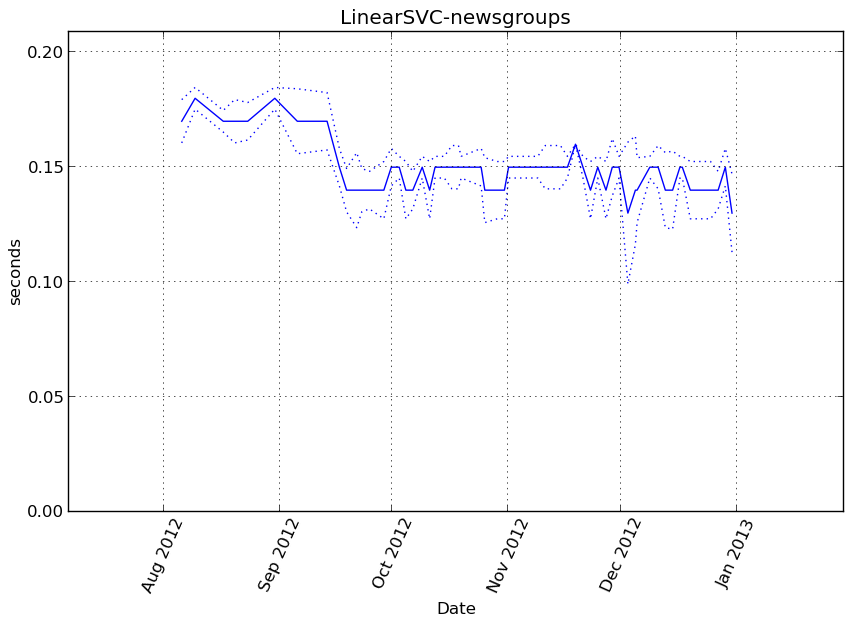 LinearSVC-newsgroups
0.20
0.15
0.10
0.05
0.00
seconds
Aug 2012
Sep 2012
Oct 2012
Nov 2012
Dec 2012
Jan 2013
Date